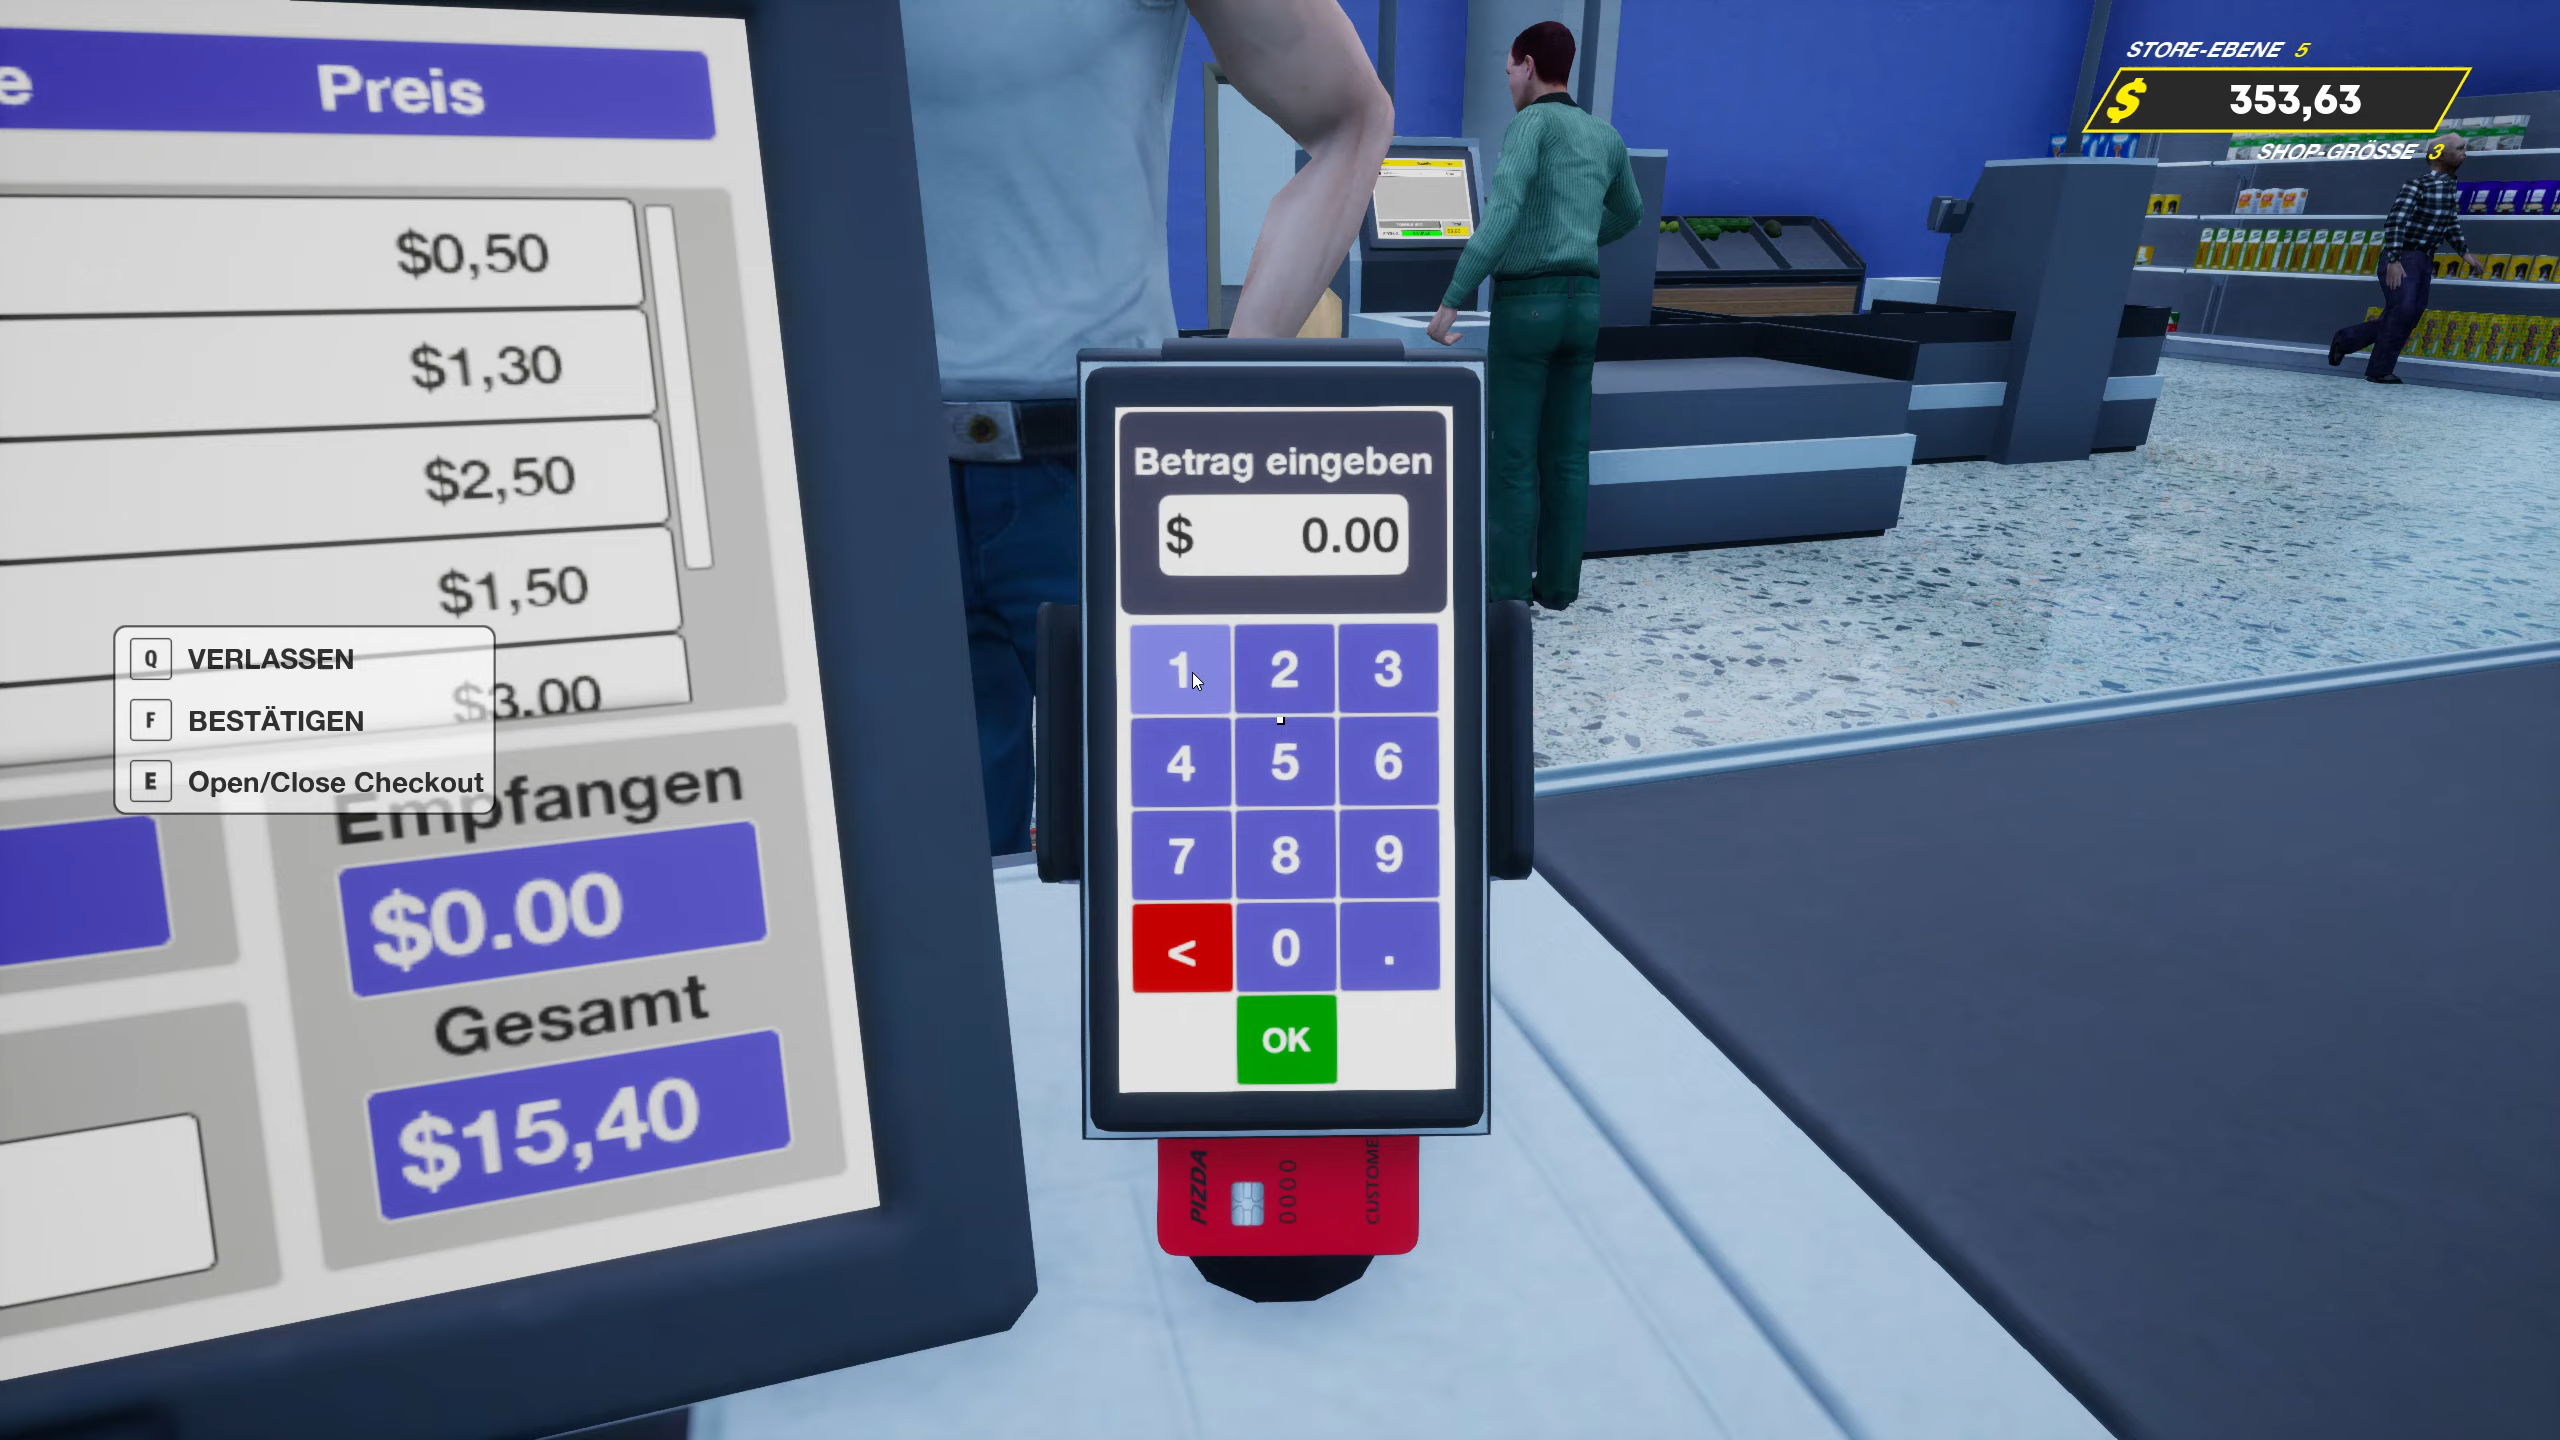 STORE-EBENE 5
$ 353,63
SHOP-GRÖSSE 3
e Preis
$0,50
$1,30
$2,50
$1,50
$3,00
Q VERLASSEN
F BESTÄTIGEN
E Open/Close Checkout
Empfangen
$0.00
Gesamt
$15,40
Betrag eingeben
$ 0.00
1 2 3
4 5 6
7 8 9
< 0 .
OK
PIZDA
0000
CUSTOME